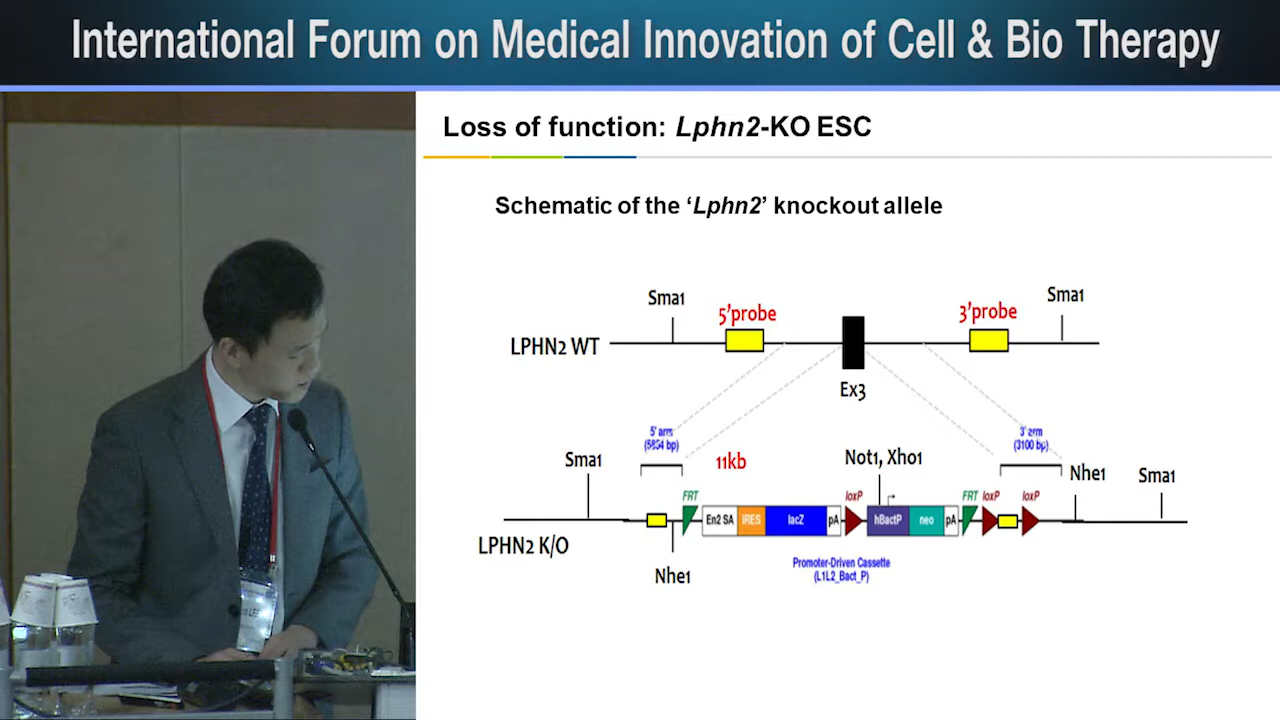 International Forum on Medical Innovation of Cell & Bio Therapy
Loss of function: Lphn2-KO ESC
Schematic of the ‘Lphn2’ knockout allele
Sma1
5’probe
3’probe
Sma1
LPHN2 WT
Ex3
5' arm
3' arm
(3100 bp)
Sma1
11kb
Not1, Xho1
Nhe1
Sma1
FRT
loxP
FRT
loxP
loxP
En2 SA
IRES
lacZ
pA
hBactP
neo
pA
LPHN2 K/O
Nhe1
Promoter-Driven Cassette
(L1L2_Bact_P)